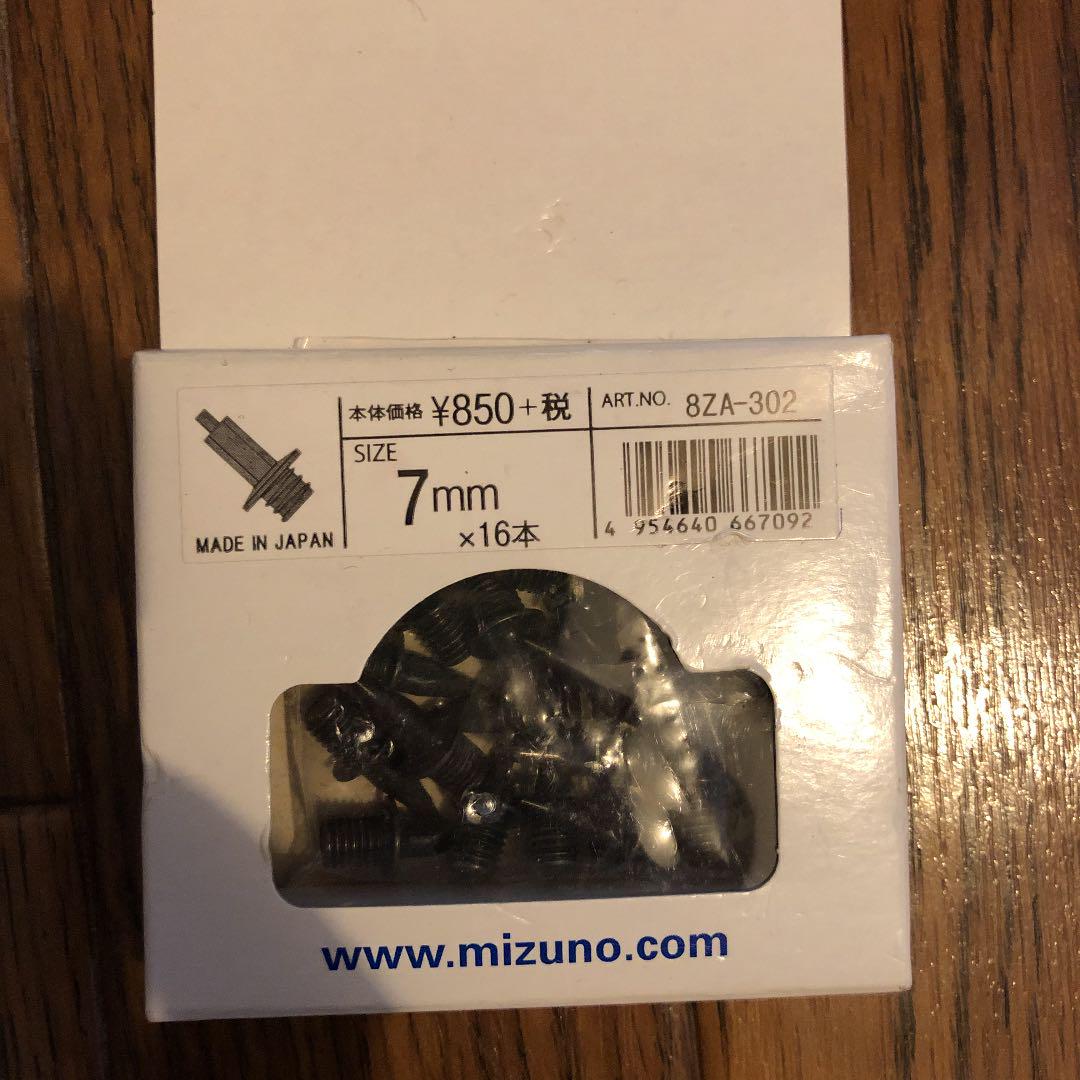 本体価格 ¥850+税
ART.NO. 8ZA-302
SIZE
7mm
×16本
4 954640 667092
MADE IN JAPAN
www.mizuno.com